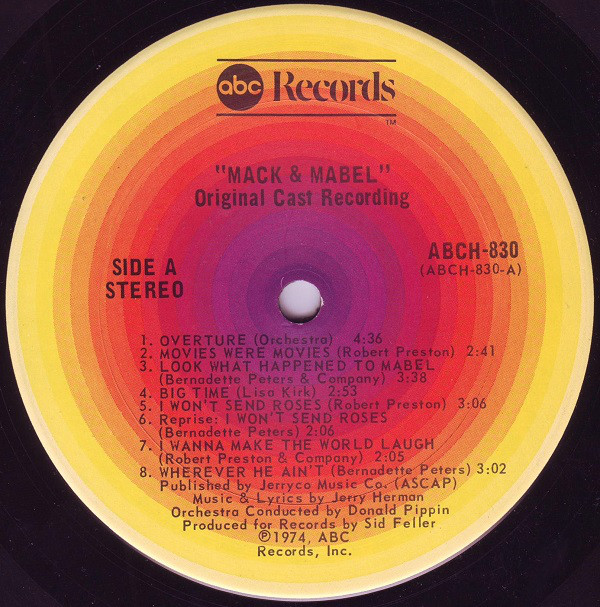 abc Records
TM
"MACK & MABEL"
Original Cast Recording
SIDE A
STEREO
ABCH-830
(ABCH-830-A)
1. OVERTURE (Orchestra) 4:36
2. MOVIES WERE MOVIES (Robert Preston) 2:41
3. LOOK WHAT HAPPENED TO MABEL
(Bernadette Peters & Company) 3:38
4. BIG TIME (Lisa Kirk) 2:53
5. I WON'T SEND ROSES (Robert Preston) 3:06
6. Reprise: I WON'T SEND ROSES
(Bernadette Peters) 2:06
7. I WANNA MAKE THE WORLD LAUGH
(Robert Preston & Company) 2:05
8. WHEREVER HE AIN'T (Bernadette Peters) 3:02
Published by Jerryco Music Co. (ASCAP)
Music & Lyrics by Jerry Herman
Orchestra Conducted by Donald Pippin
Produced for Records by Sid Feller
℗1974, ABC
Records, Inc.